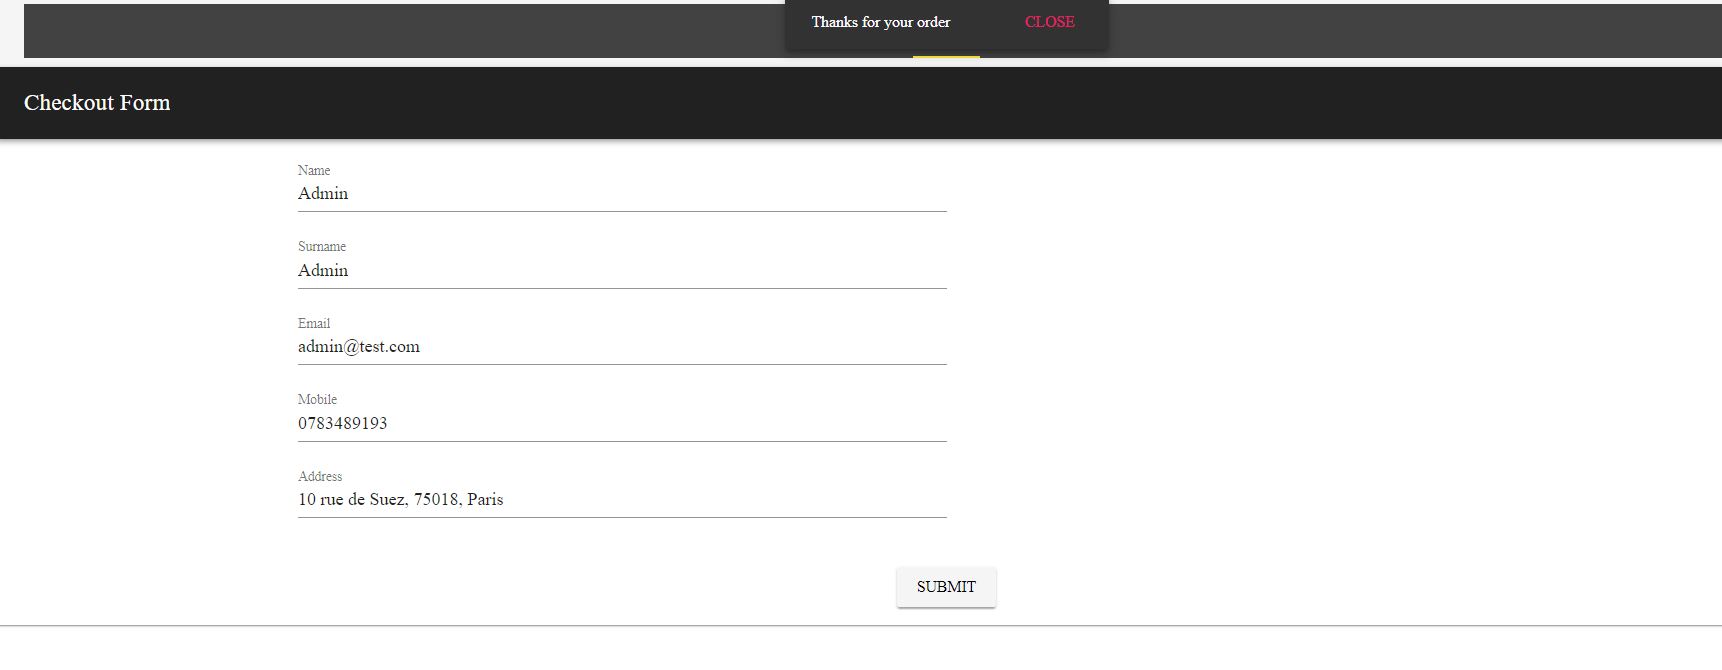 Thanks for your order CLOSE
Checkout Form
Name
Admin
Surname
Admin
Email
admin@test.com
Mobile
0783489193
Address
10 rue de Suez, 75018, Paris
SUBMIT